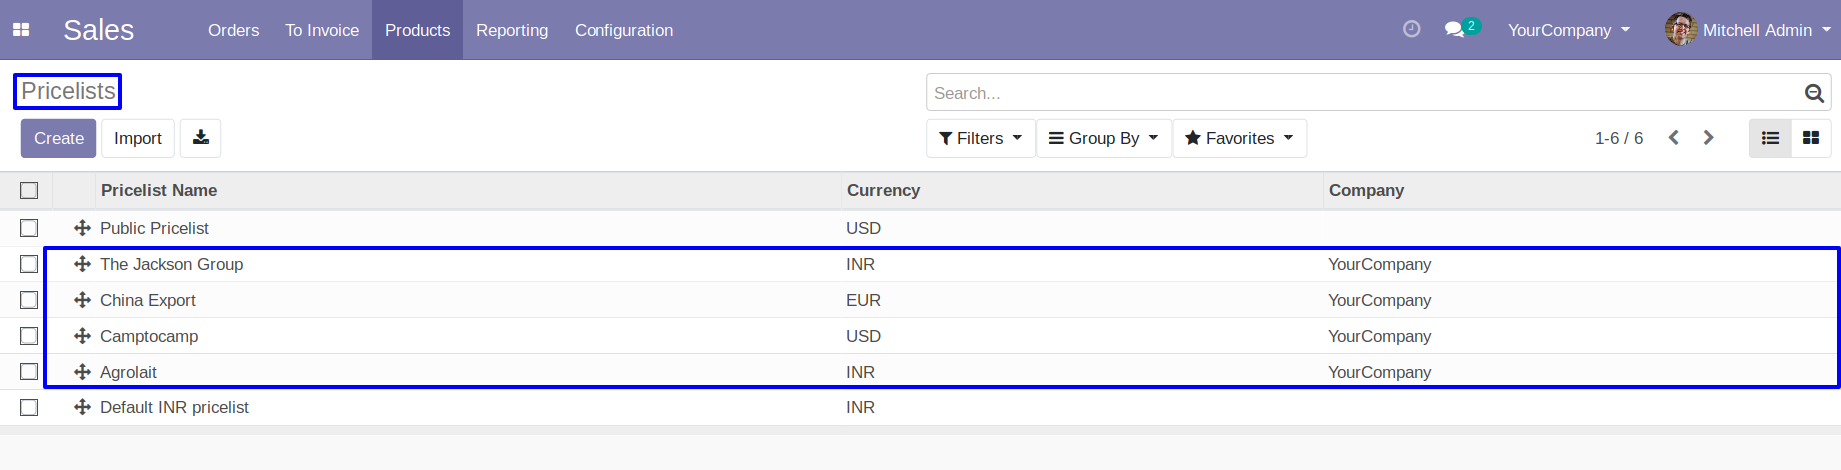 Sales Orders To Invoice Products Reporting Configuration 2 YourCompany Mitchell Admin
Pricelists
Search...
Create Import Filters Group By Favorites 1-6 / 6
Pricelist Name Currency Company
Public Pricelist USD
The Jackson Group INR YourCompany
China Export EUR YourCompany
Camptocamp USD YourCompany
Agrolait INR YourCompany
Default INR pricelist INR